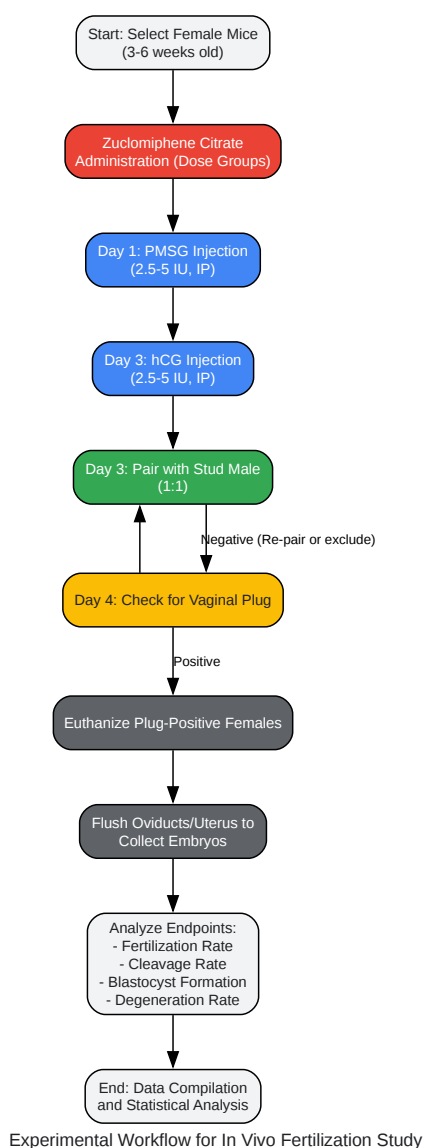 Start: Select Female Mice
(3-6 weeks old)
Zuclomiphene Citrate
Administration (Dose Groups)
Day 1: PMSG Injection
(2.5-5 IU, IP)
Day 3: hCG Injection
(2.5-5 IU, IP)
Day 3: Pair with Stud Male
(1:1)
Negative (Re-pair or exclude)
Day 4: Check for Vaginal Plug
Positive
Euthanize Plug-Positive Females
Flush Oviducts/Uterus to
Collect Embryos
Analyze Endpoints:
- Fertilization Rate
- Cleavage Rate
- Blastocyst Formation
- Degeneration Rate
End: Data Compilation
and Statistical Analysis
Experimental Workflow for In Vivo Fertilization Study